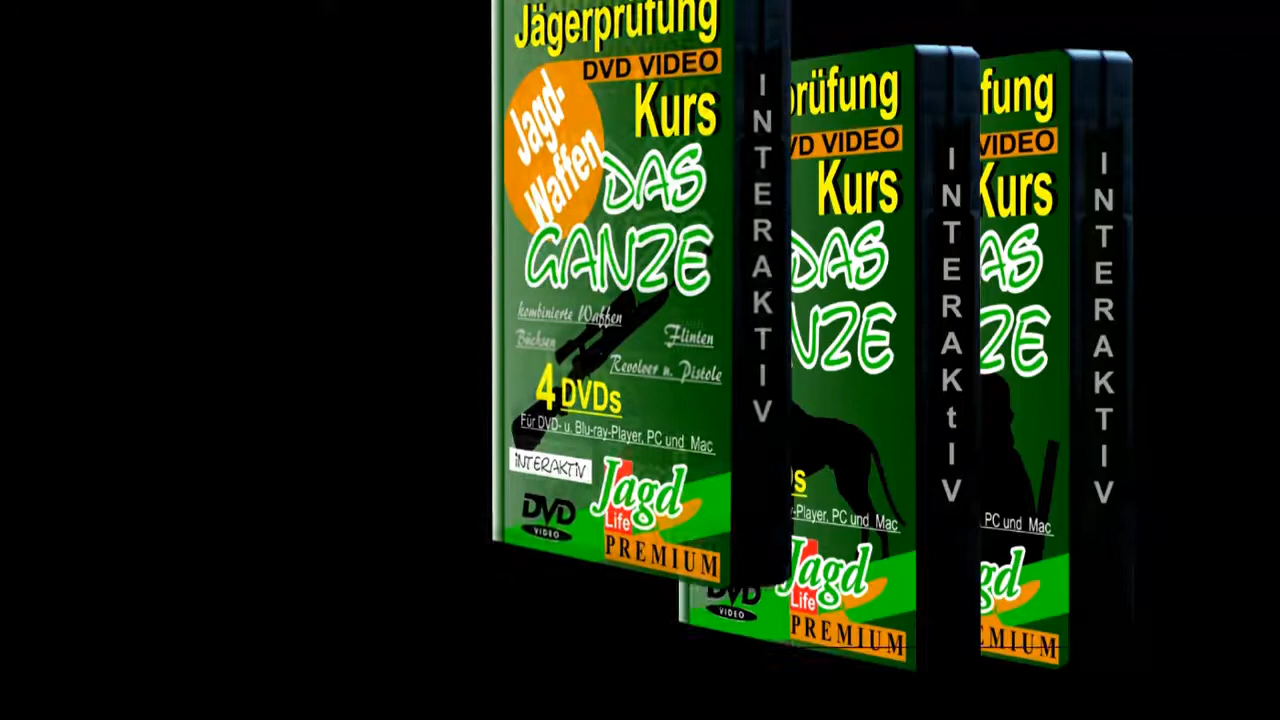 Jägerprüfung
DVD VIDEO
Jagd-
Waffen
Kurs
DAS
GANZE
kombinierte Waffen
Büchsen
Flinten
Revolver u. Pistole
4 DVDs
Für DVD- u. Blu-ray-Player, PC und Mac
iNTERAKTiV
DVD
VIDEO
Jagd
Life
PREMIUM
INTERAKTIV
prüfung
VD VIDEO
Kurs
DAS
NZE
s
y-Player, PC und Mac
DVD
VIDEO
Jagd
Life
PREMIUM
INTERAKtIV
fung
VIDEO
Kurs
AS
ZE
PC und Mac
gd
EMIUM
INTERAKTIV